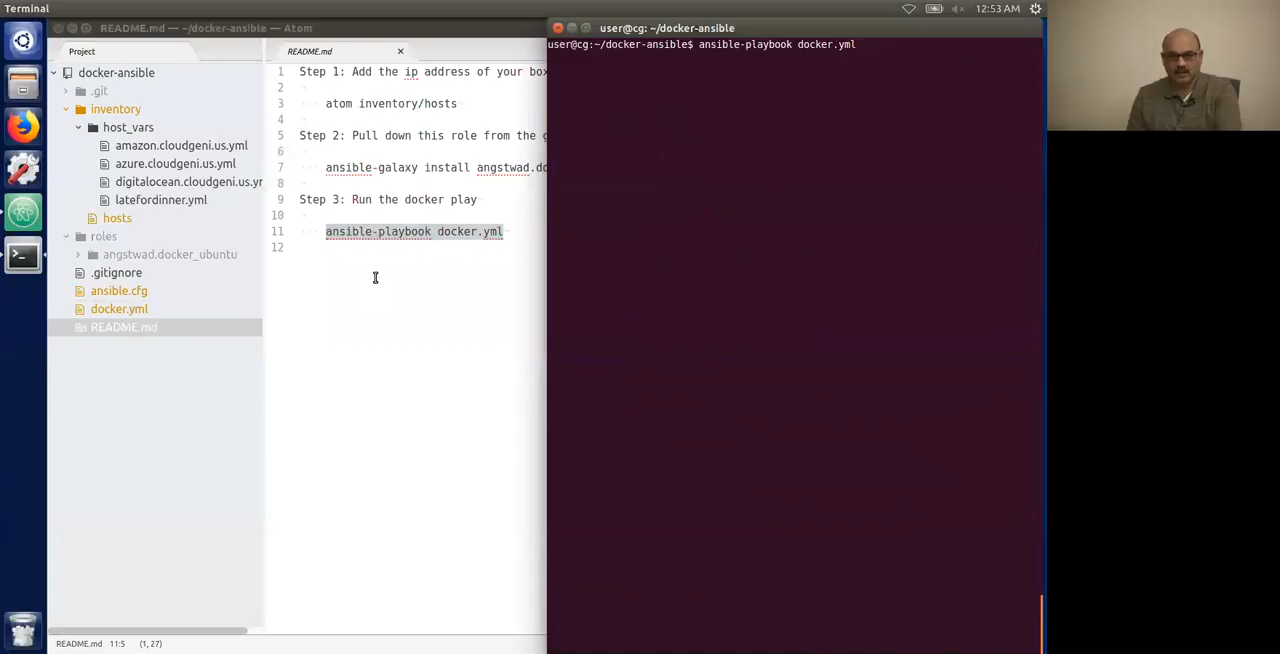 Terminal
12:53 AM
README.md — ~/docker-ansible — Atom
Project
docker-ansible
.git
inventory
host_vars
amazon.cloudgeni.us.yml
azure.cloudgeni.us.yml
digitalocean.cloudgeni.us.yr
latefordinner.yml
hosts
roles
angstwad.docker_ubuntu
.gitignore
ansible.cfg
docker.yml
README.md
README.md
1 Step 1: Add the ip address of your box
2
3 atom inventory/hosts
4
5 Step 2: Pull down this role from the g
6
7 ansible-galaxy install angstwad.do
8
9 Step 3: Run the docker play
10
11 ansible-playbook docker.yml
12
README.md 11:5 (1, 27)
user@cg: ~/docker-ansible
user@cg:~/docker-ansible$ ansible-playbook docker.yml